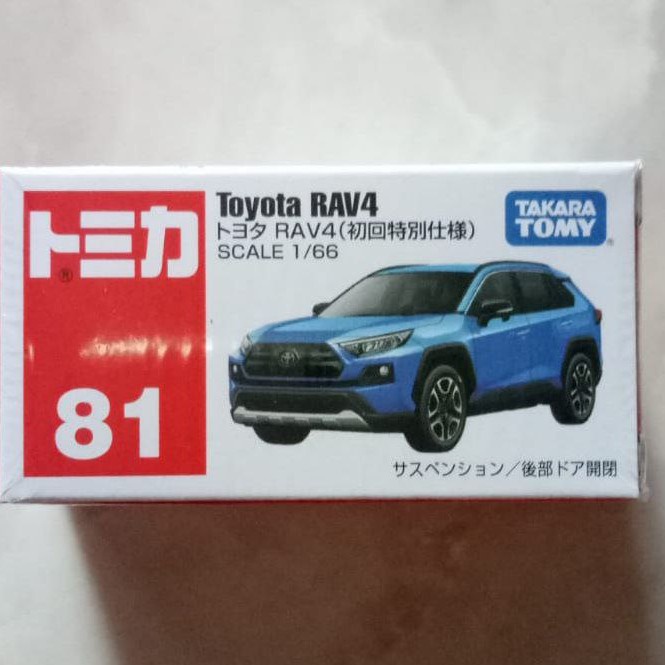 トミカ
®
81
Toyota RAV4
トヨタ RAV4(初回特別仕様)
SCALE 1/66
TAKARA
TOMY®
サスペンション/後部ドア開閉